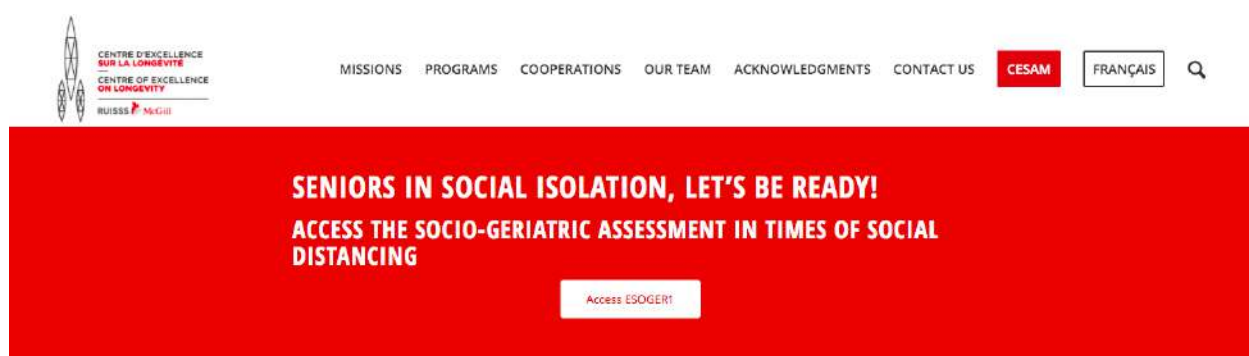 CENTRE D'EXCELLENCE
SUR LA LONGÉVITÉ
CENTRE OF EXCELLENCE
ON LONGEVITY
RUISSS McGill
MISSIONS PROGRAMS COOPERATIONS OUR TEAM ACKNOWLEDGMENTS CONTACT US CESAM FRANÇAIS
SENIORS IN SOCIAL ISOLATION, LET'S BE READY!
ACCESS THE SOCIO-GERIATRIC ASSESSMENT IN TIMES OF SOCIAL
DISTANCING
Access ESOGER1